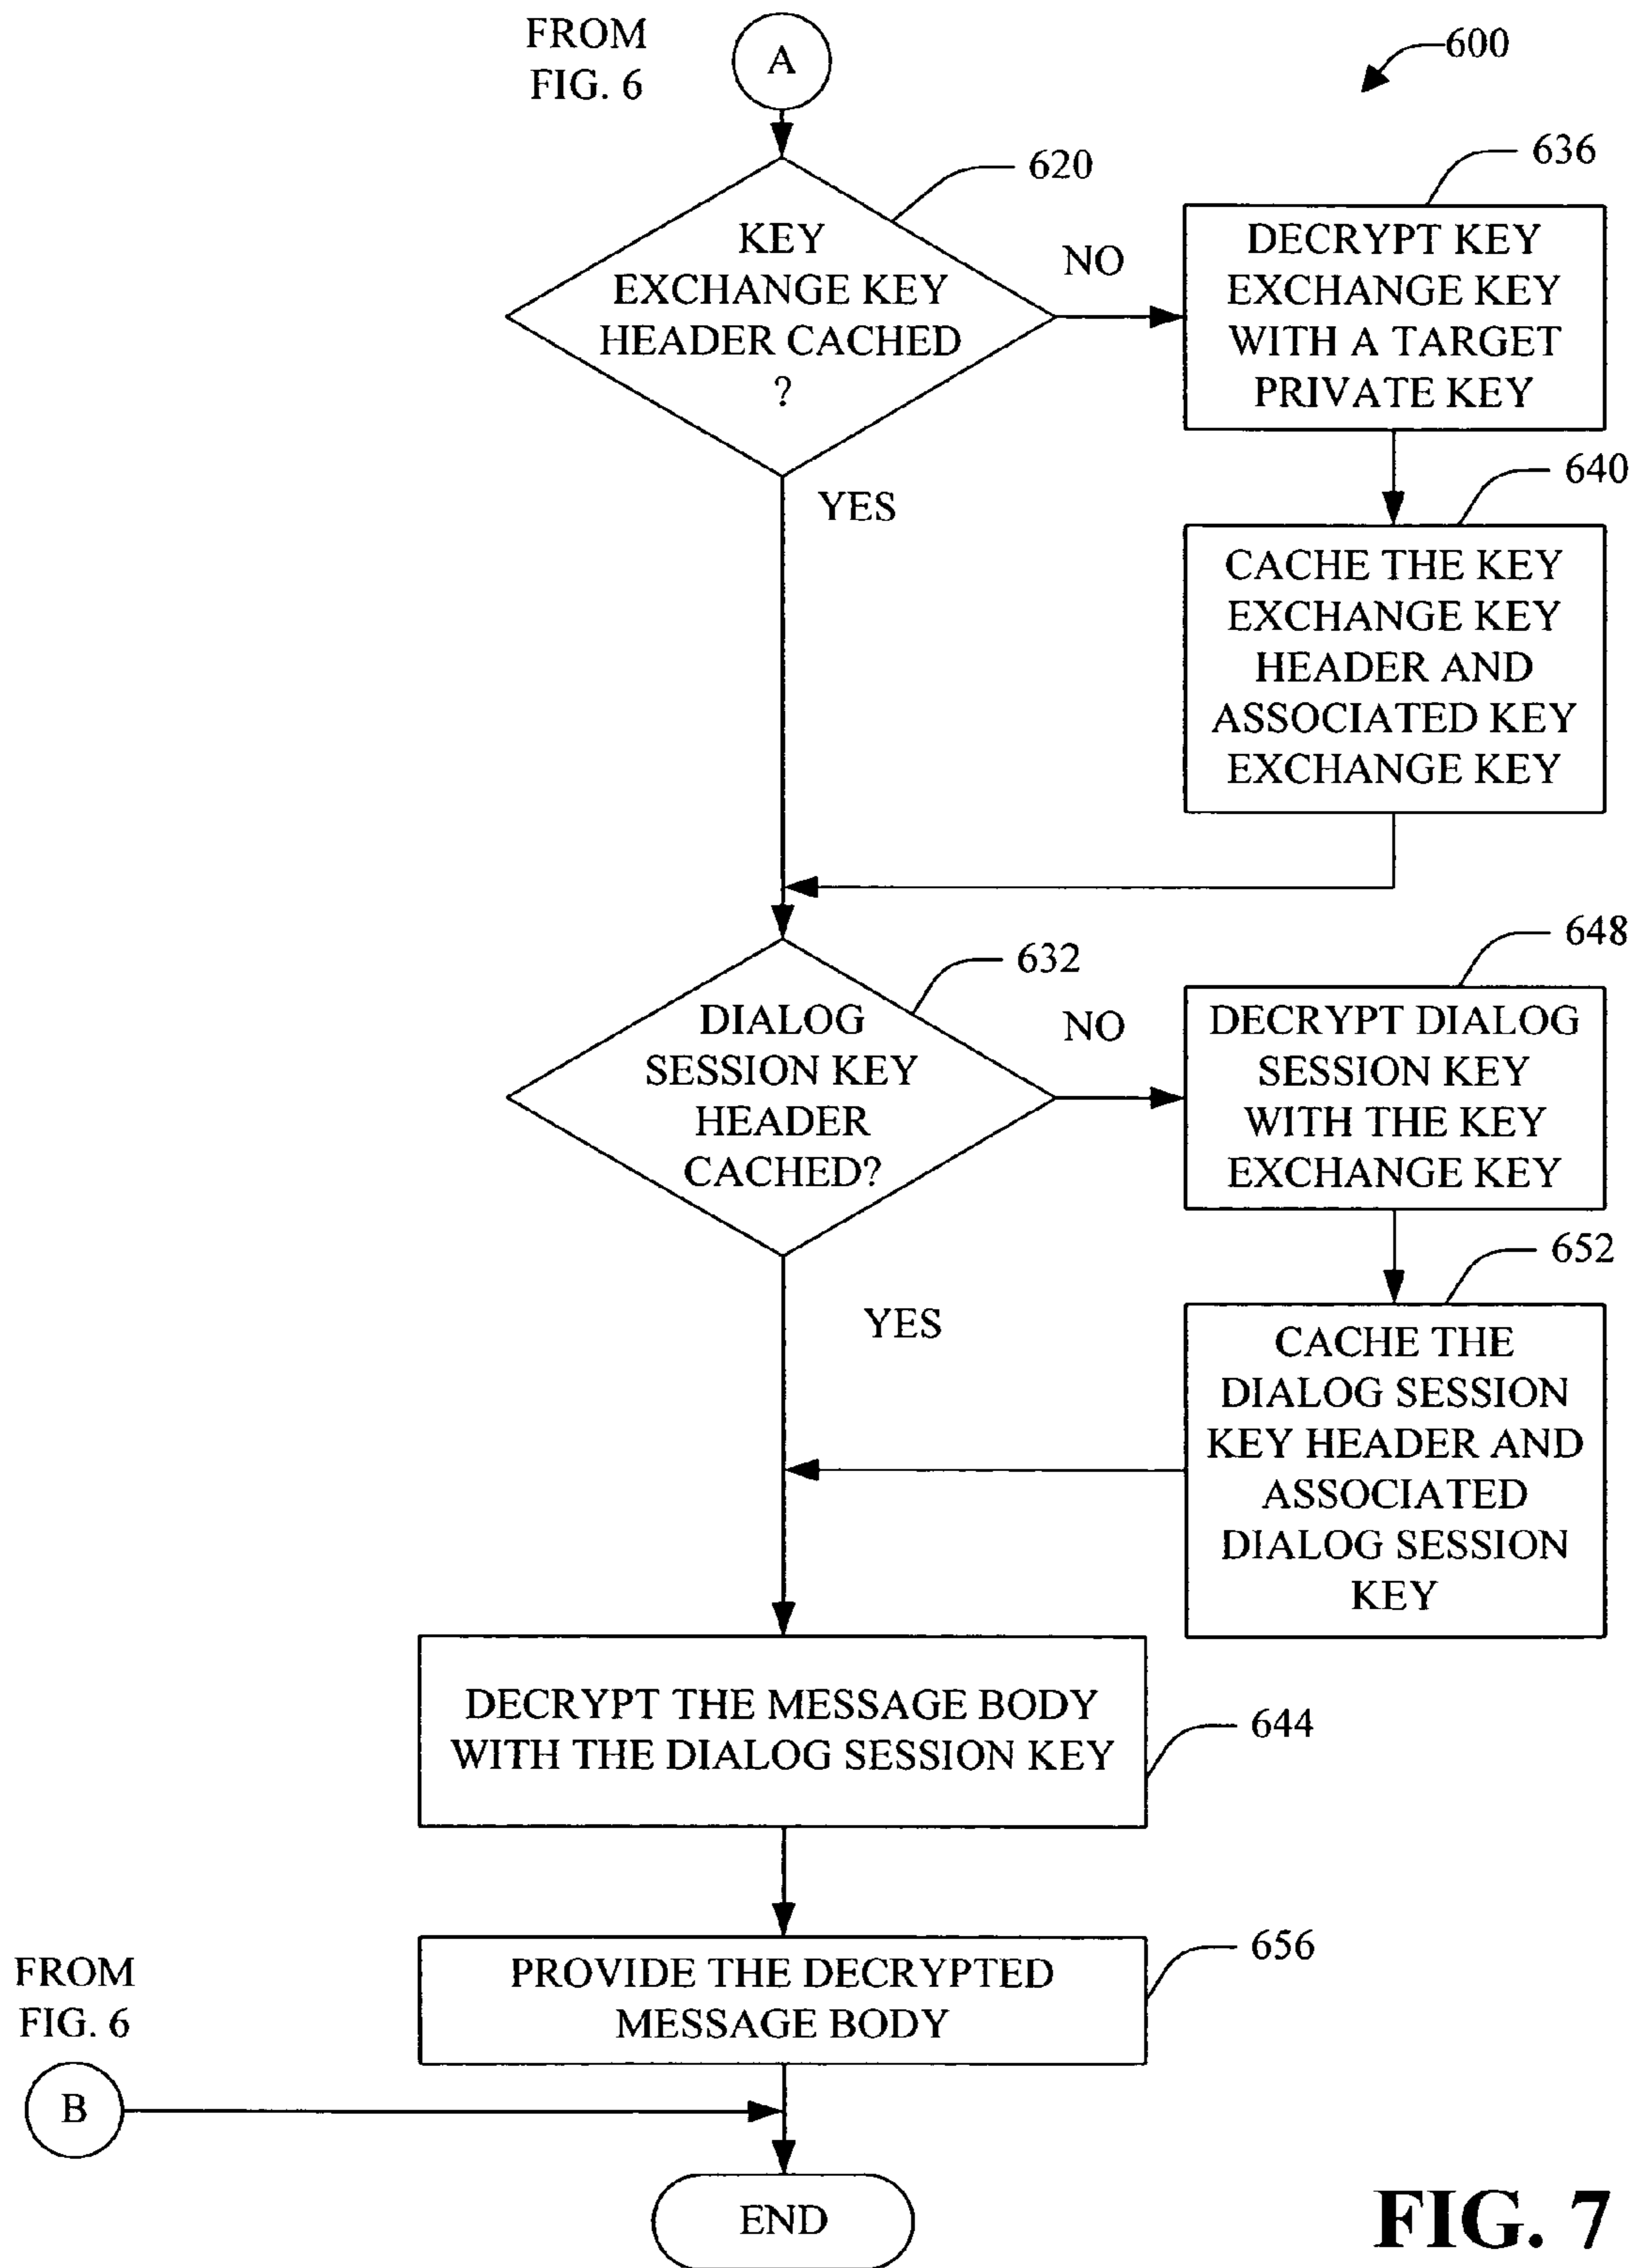 FROM
FIG. 6
A
600
620
KEY
EXCHANGE KEY
HEADER CACHED
?
NO
YES
636
DECRYPT KEY
EXCHANGE KEY
WITH A TARGET
PRIVATE KEY
640
CACHE THE KEY
EXCHANGE KEY
HEADER AND
ASSOCIATED KEY
EXCHANGE KEY
632
DIALOG
SESSION KEY
HEADER
CACHED?
NO
YES
648
DECRYPT DIALOG
SESSION KEY
WITH THE KEY
EXCHANGE KEY
652
CACHE THE
DIALOG SESSION
KEY HEADER AND
ASSOCIATED
DIALOG SESSION
KEY
DECRYPT THE MESSAGE BODY
WITH THE DIALOG SESSION KEY
644
PROVIDE THE DECRYPTED
MESSAGE BODY
656
FROM
FIG. 6
B
END
FIG. 7